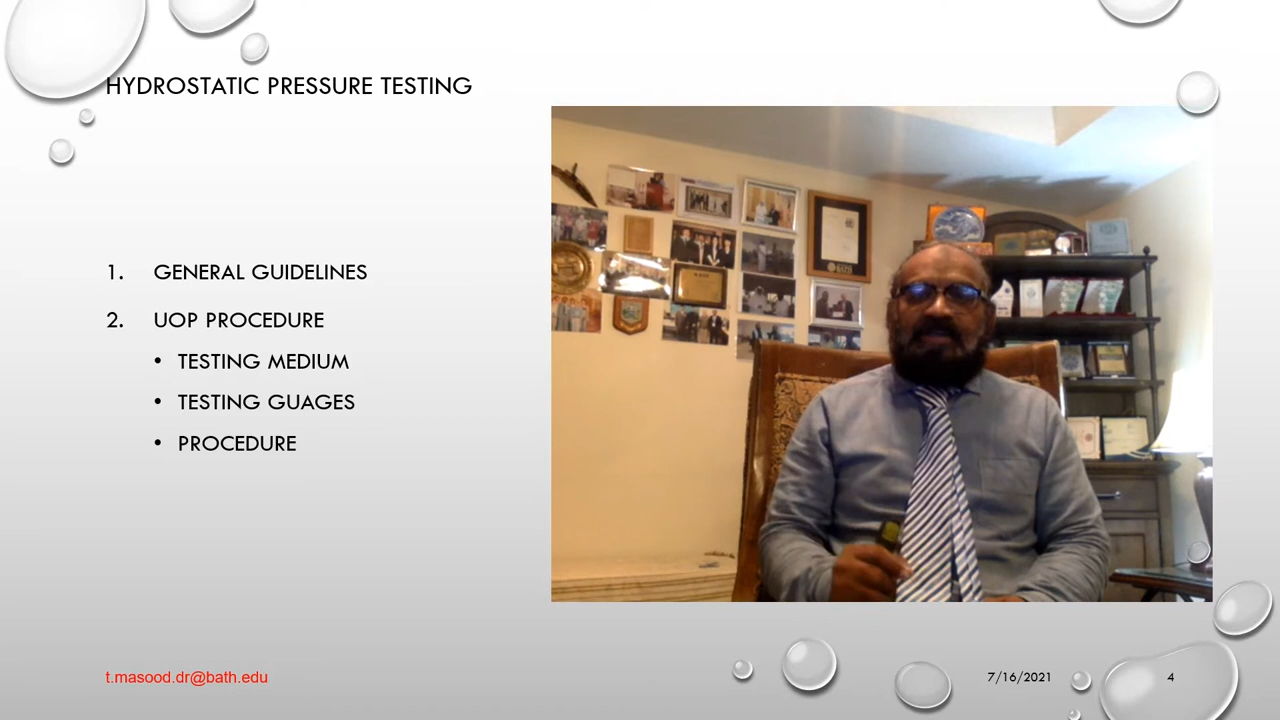 HYDROSTATIC PRESSURE TESTING
1. GENERAL GUIDELINES
2. UOP PROCEDURE
• TESTING MEDIUM
• TESTING GUAGES
• PROCEDURE
t.masood.dr@bath.edu
7/16/2021
4